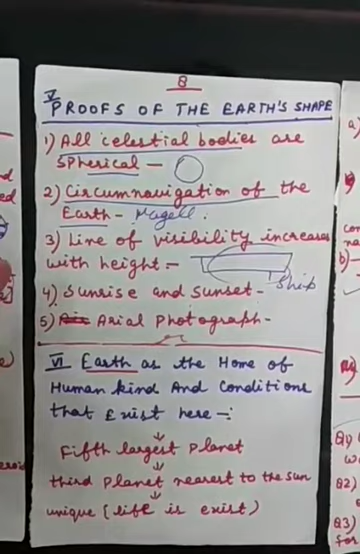 8
V
PROOFS OF THE EARTH'S SHAPE
1) All celestial bodies are
Spherical —
2) Circumnavigation of the
Earth - Magell.
3) Line of visibility increases
with height. -
Ship
4) Sunrise and Sunset -
5) Arial Photograph -
VI Earth as the Home of
Human kind And Conditions
that Exist here -:
Fifth largest Planet
third Planet nearest to the Sun
unique [life is exist)